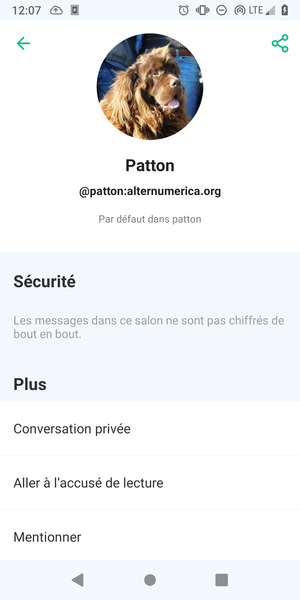 12:07 LTE
Patton
@patton:alternumerica.org
Par défaut dans patton
Sécurité
Les messages dans ce salon ne sont pas chiffrés de
bout en bout.
Plus
Conversation privée
Aller à l’accusé de lecture
Mentionner